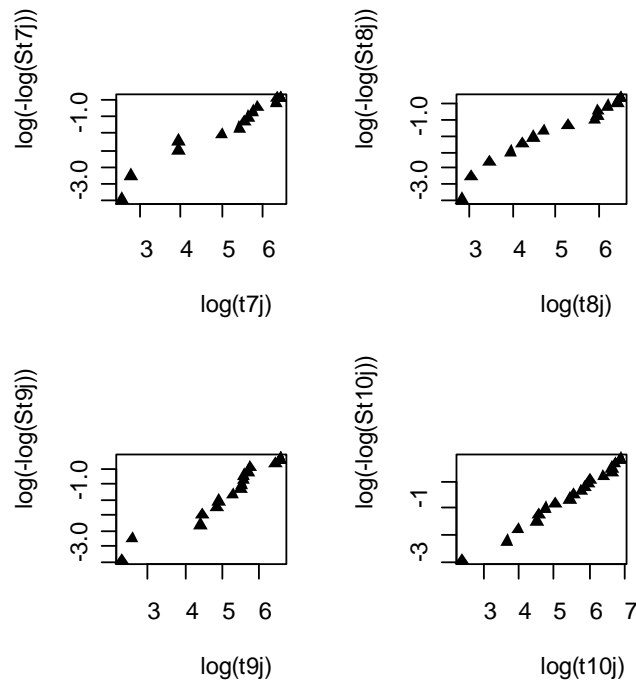 log(-log(St7j))
-1.0
-3.0
3 4 5 6
log(t7j)
log(-log(St8j))
-1.0
-3.0
3 4 5 6
log(t8j)
log(-log(St9j))
-1.0
-3.0
3 4 5 6
log(t9j)
log(-log(St10j))
-1
-3
3 4 5 6 7
log(t10j)